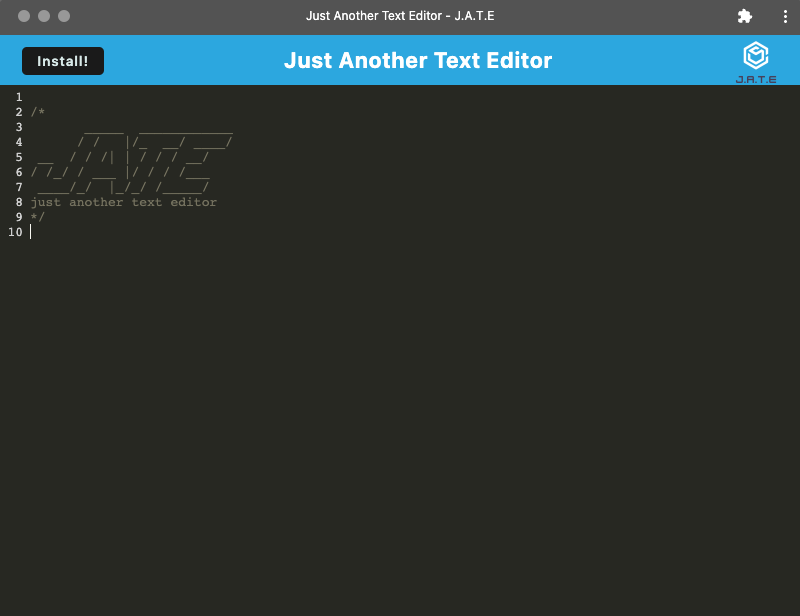 Just Another Text Editor - J.A.T.E
Install!
Just Another Text Editor
J.A.T.E
1
2 /*
3        _____  ____________
4       / /   |/_  __/ ____/
5  __  / / /| | / / / __/
6 / /_/ / ___ |/ / / /___
7  ____/_/  |_/_/ /_____/
8 just another text editor
9 */
10